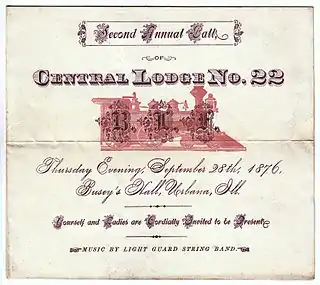 Second Annual Ball,
OF
CENTRAL LODGE NO. 22
B. L. E.
Thursday Evening, September 28th, 1876,
Busey's Hall, Urbana, Ill.
Yourself and Ladies are Cordially Invited to be Present.
MUSIC BY LIGHT GUARD STRING BAND.